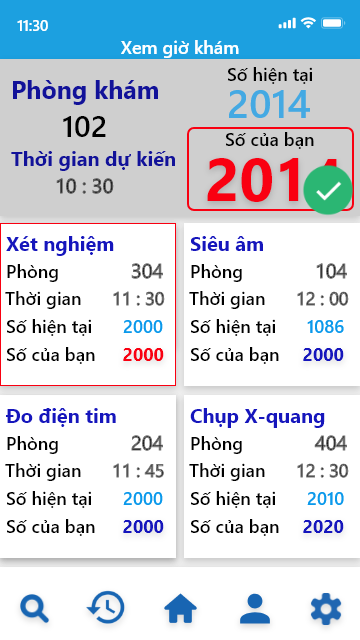 11:30
Xem giờ khám
Phòng khám
102
Thời gian dự kiến
10 : 30
Số hiện tại
2014
Số của bạn
2014
Xét nghiệm
Phòng 304
Thời gian 11 : 30
Số hiện tại 2000
Số của bạn 2000
Siêu âm
Phòng 104
Thời gian 12 : 00
Số hiện tại 1086
Số của bạn 2000
Đo điện tim
Phòng 204
Thời gian 11 : 45
Số hiện tại 2000
Số của bạn 2000
Chụp X-quang
Phòng 404
Thời gian 12 : 30
Số hiện tại 2010
Số của bạn 2020